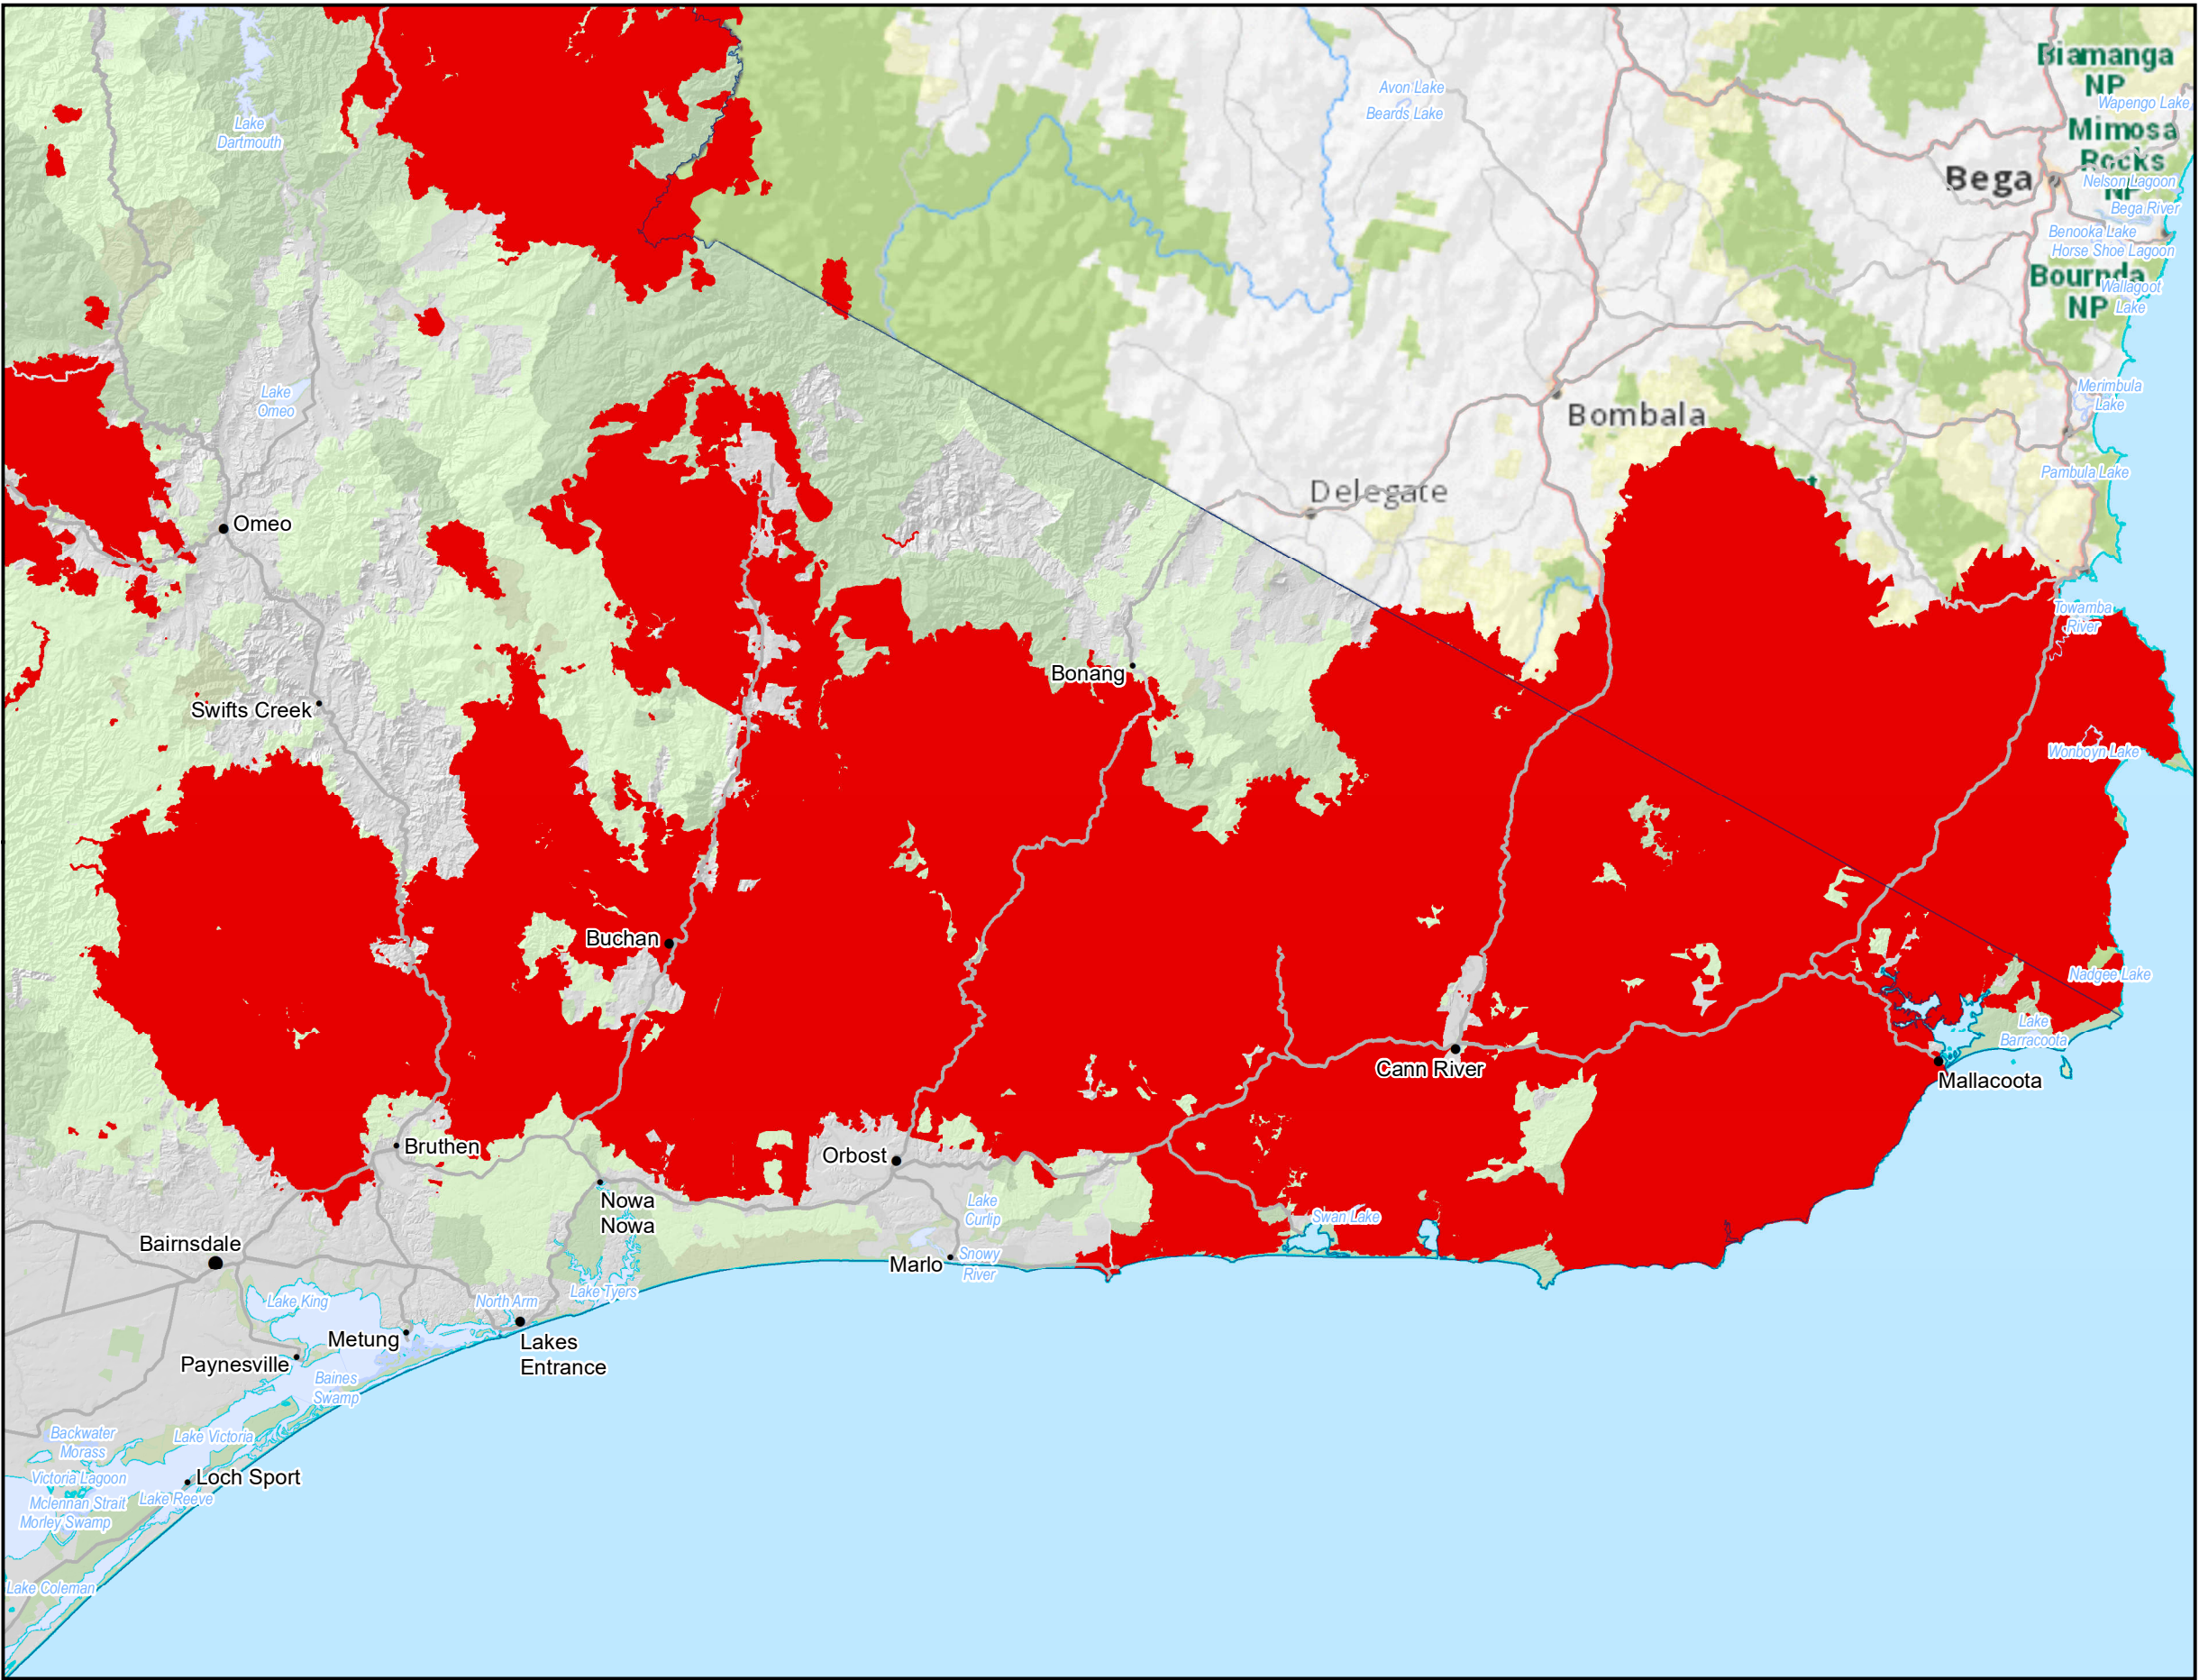 Biamanga
NP
Avon Lake
Beards Lake
Wapengo Lake
Lake
Dartmouth
Mimosa
Rocks
NP
Bega
Nelson Lagoon
Bega River
Benooka Lake
Horse Shoe Lagoon
Bournda
NP
Wallagoot
Lake
Lake
Omeo
Merimbula
Lake
Bombala
Pambula Lake
Delegate
Omeo
Towamba
River
Bonang
Swifts Creek
Wonboyn Lake
Buchan
Nadgee Lake
Lake
Barracoota
Cann River
Mallacoota
Bruthen
Orbost
Nowa
Nowa
Lake
Curlip
Swan Lake
Bairnsdale
Marlo
Snowy
River
Lake King
North Arm
Lake Tyers
Metung
Lakes
Entrance
Paynesville
Baines
Swamp
Backwater
Morass
Lake Victoria
Victoria Lagoon
Loch Sport
Mclennan Strait
Lake Reeve
Morley Swamp
Lake Coleman